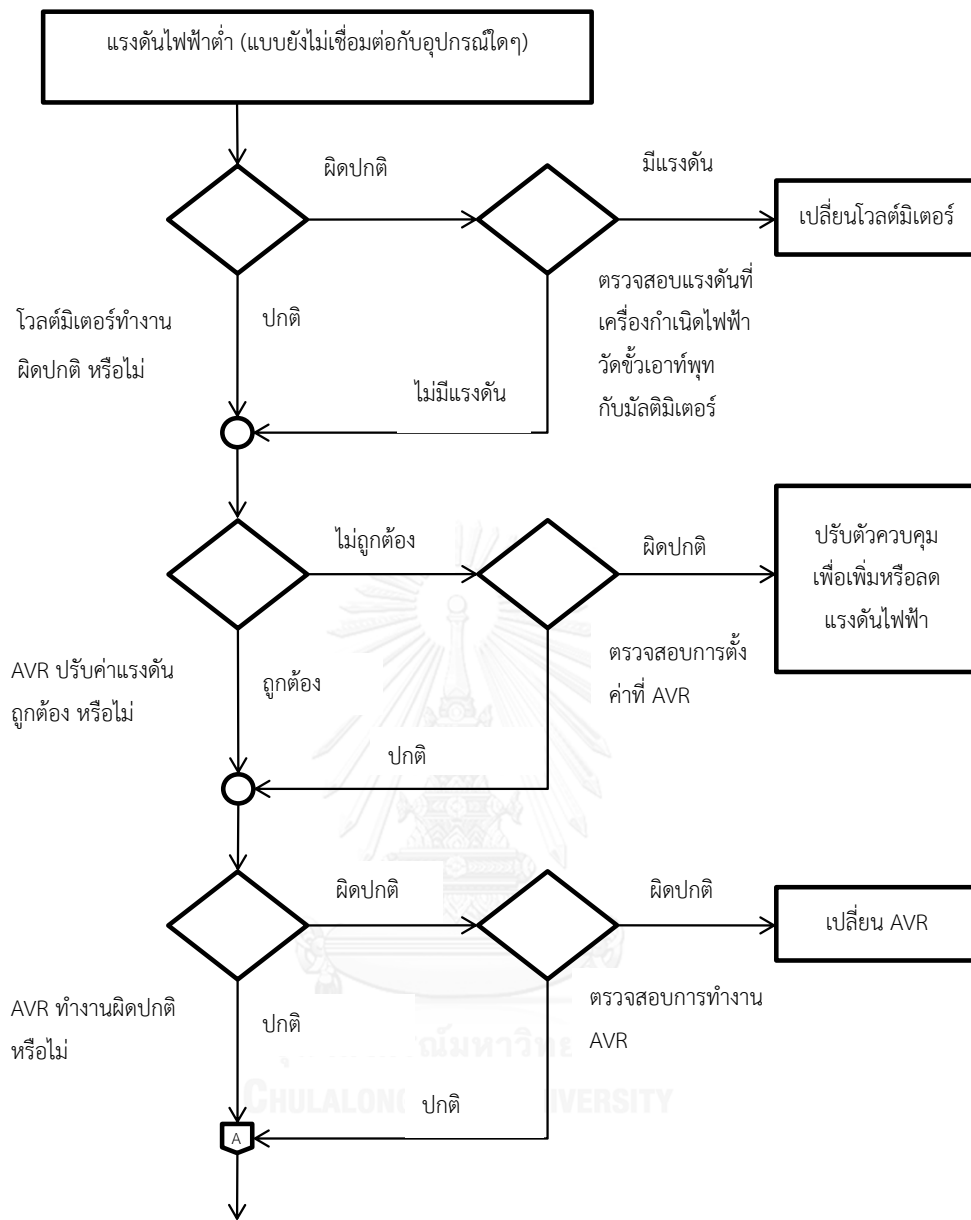 แรงดันไฟฟ้าต่ำ (แบบยังไม่เชื่อมต่อกับอุปกรณ์ใดๆ)
ผิดปกติ
มีแรงดัน
เปลี่ยนโวลต์มิเตอร์
โวลต์มิเตอร์ทำงาน
ผิดปกติ หรือไม่
ปกติ
ตรวจสอบแรงดันที่
เครื่องกำเนิดไฟฟ้า
วัดขั้วเอาท์พุท
กับมัลติมิเตอร์
ไม่มีแรงดัน
ไม่ถูกต้อง
ผิดปกติ
ปรับตัวควบคุม
เพื่อเพิ่มหรือลด
แรงดันไฟฟ้า
AVR ปรับค่าแรงดัน
ถูกต้อง หรือไม่
ถูกต้อง
ตรวจสอบการตั้ง
ค่าที่ AVR
ปกติ
ผิดปกติ
ผิดปกติ
เปลี่ยน AVR
AVR ทำงานผิดปกติ
หรือไม่
ปกติ
ตรวจสอบการทำงาน
AVR
ปกติ
A